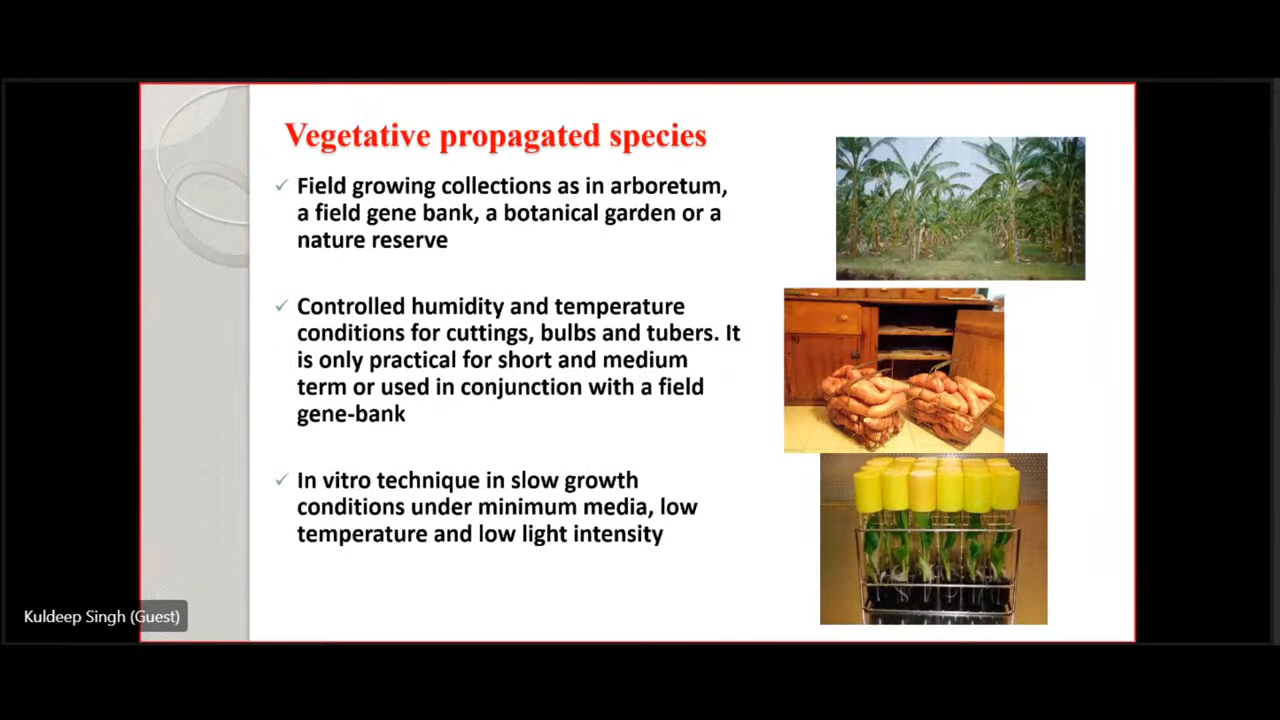 Vegetative propagated species
Field growing collections as in arboretum,
a field gene bank, a botanical garden or a
nature reserve
Controlled humidity and temperature
conditions for cuttings, bulbs and tubers. It
is only practical for short and medium
term or used in conjunction with a field
gene-bank
In vitro technique in slow growth
conditions under minimum media, low
temperature and low light intensity
Kuldeep Singh (Guest)